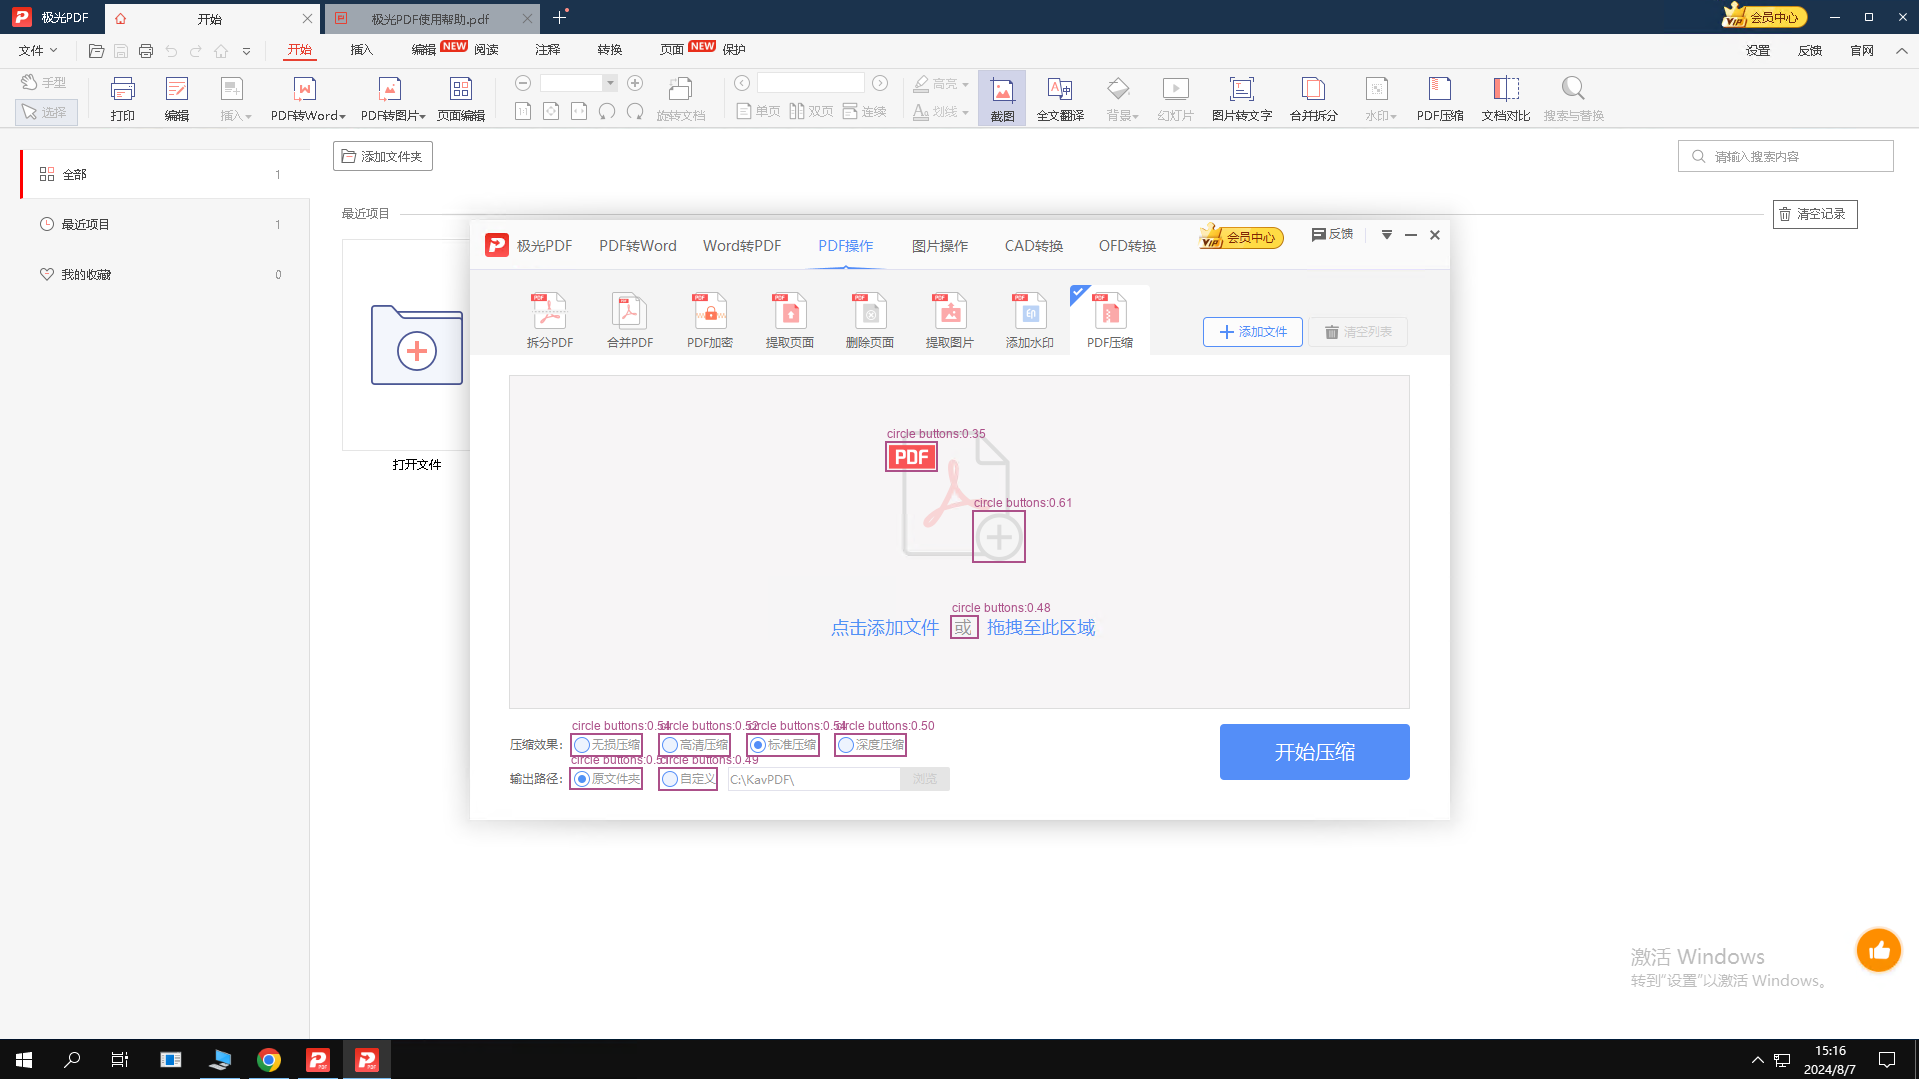 极光PDF
开始
极光PDF使用帮助.pdf
会员中心
文件
开始
插入
编辑
NEW
阅读
注释
转换
页面
NEW
保护
设置
反馈
官网
手型
选择
打印
编辑
插入
PDF转Word
PDF转图片
页面编辑
1:1
旋转文档
单页
双页
连续
高亮
划线
截图
全文翻译
背景
幻灯片
图片转文字
合并拆分
水印
PDF压缩
文档对比
搜索与替换
全部
1
最近项目
1
我的收藏
0
添加文件夹
请输入搜索内容
最近项目
清空记录
打开文件
极光PDF
PDF转Word
Word转PDF
PDF操作
图片操作
CAD转换
OFD转换
VIP
会员中心
反馈
拆分PDF
合并PDF
PDF加密
提取页面
删除页面
提取图片
添加水印
PDF压缩
添加文件
清空列表
circle buttons:0.35
PDF
circle buttons:0.61
circle buttons:0.48
点击添加文件 或 拖拽至此区域
circle buttons:0.54
circle buttons:0.52
circle buttons:0.54
circle buttons:0.50
压缩效果:
无损压缩
高清压缩
标准压缩
深度压缩
circle buttons:0.49
输出路径:
原文件夹
自定义
C:\KavPDF\
浏览
开始压缩
激活 Windows
转到"设置"以激活 Windows。
15:16
2024/8/7